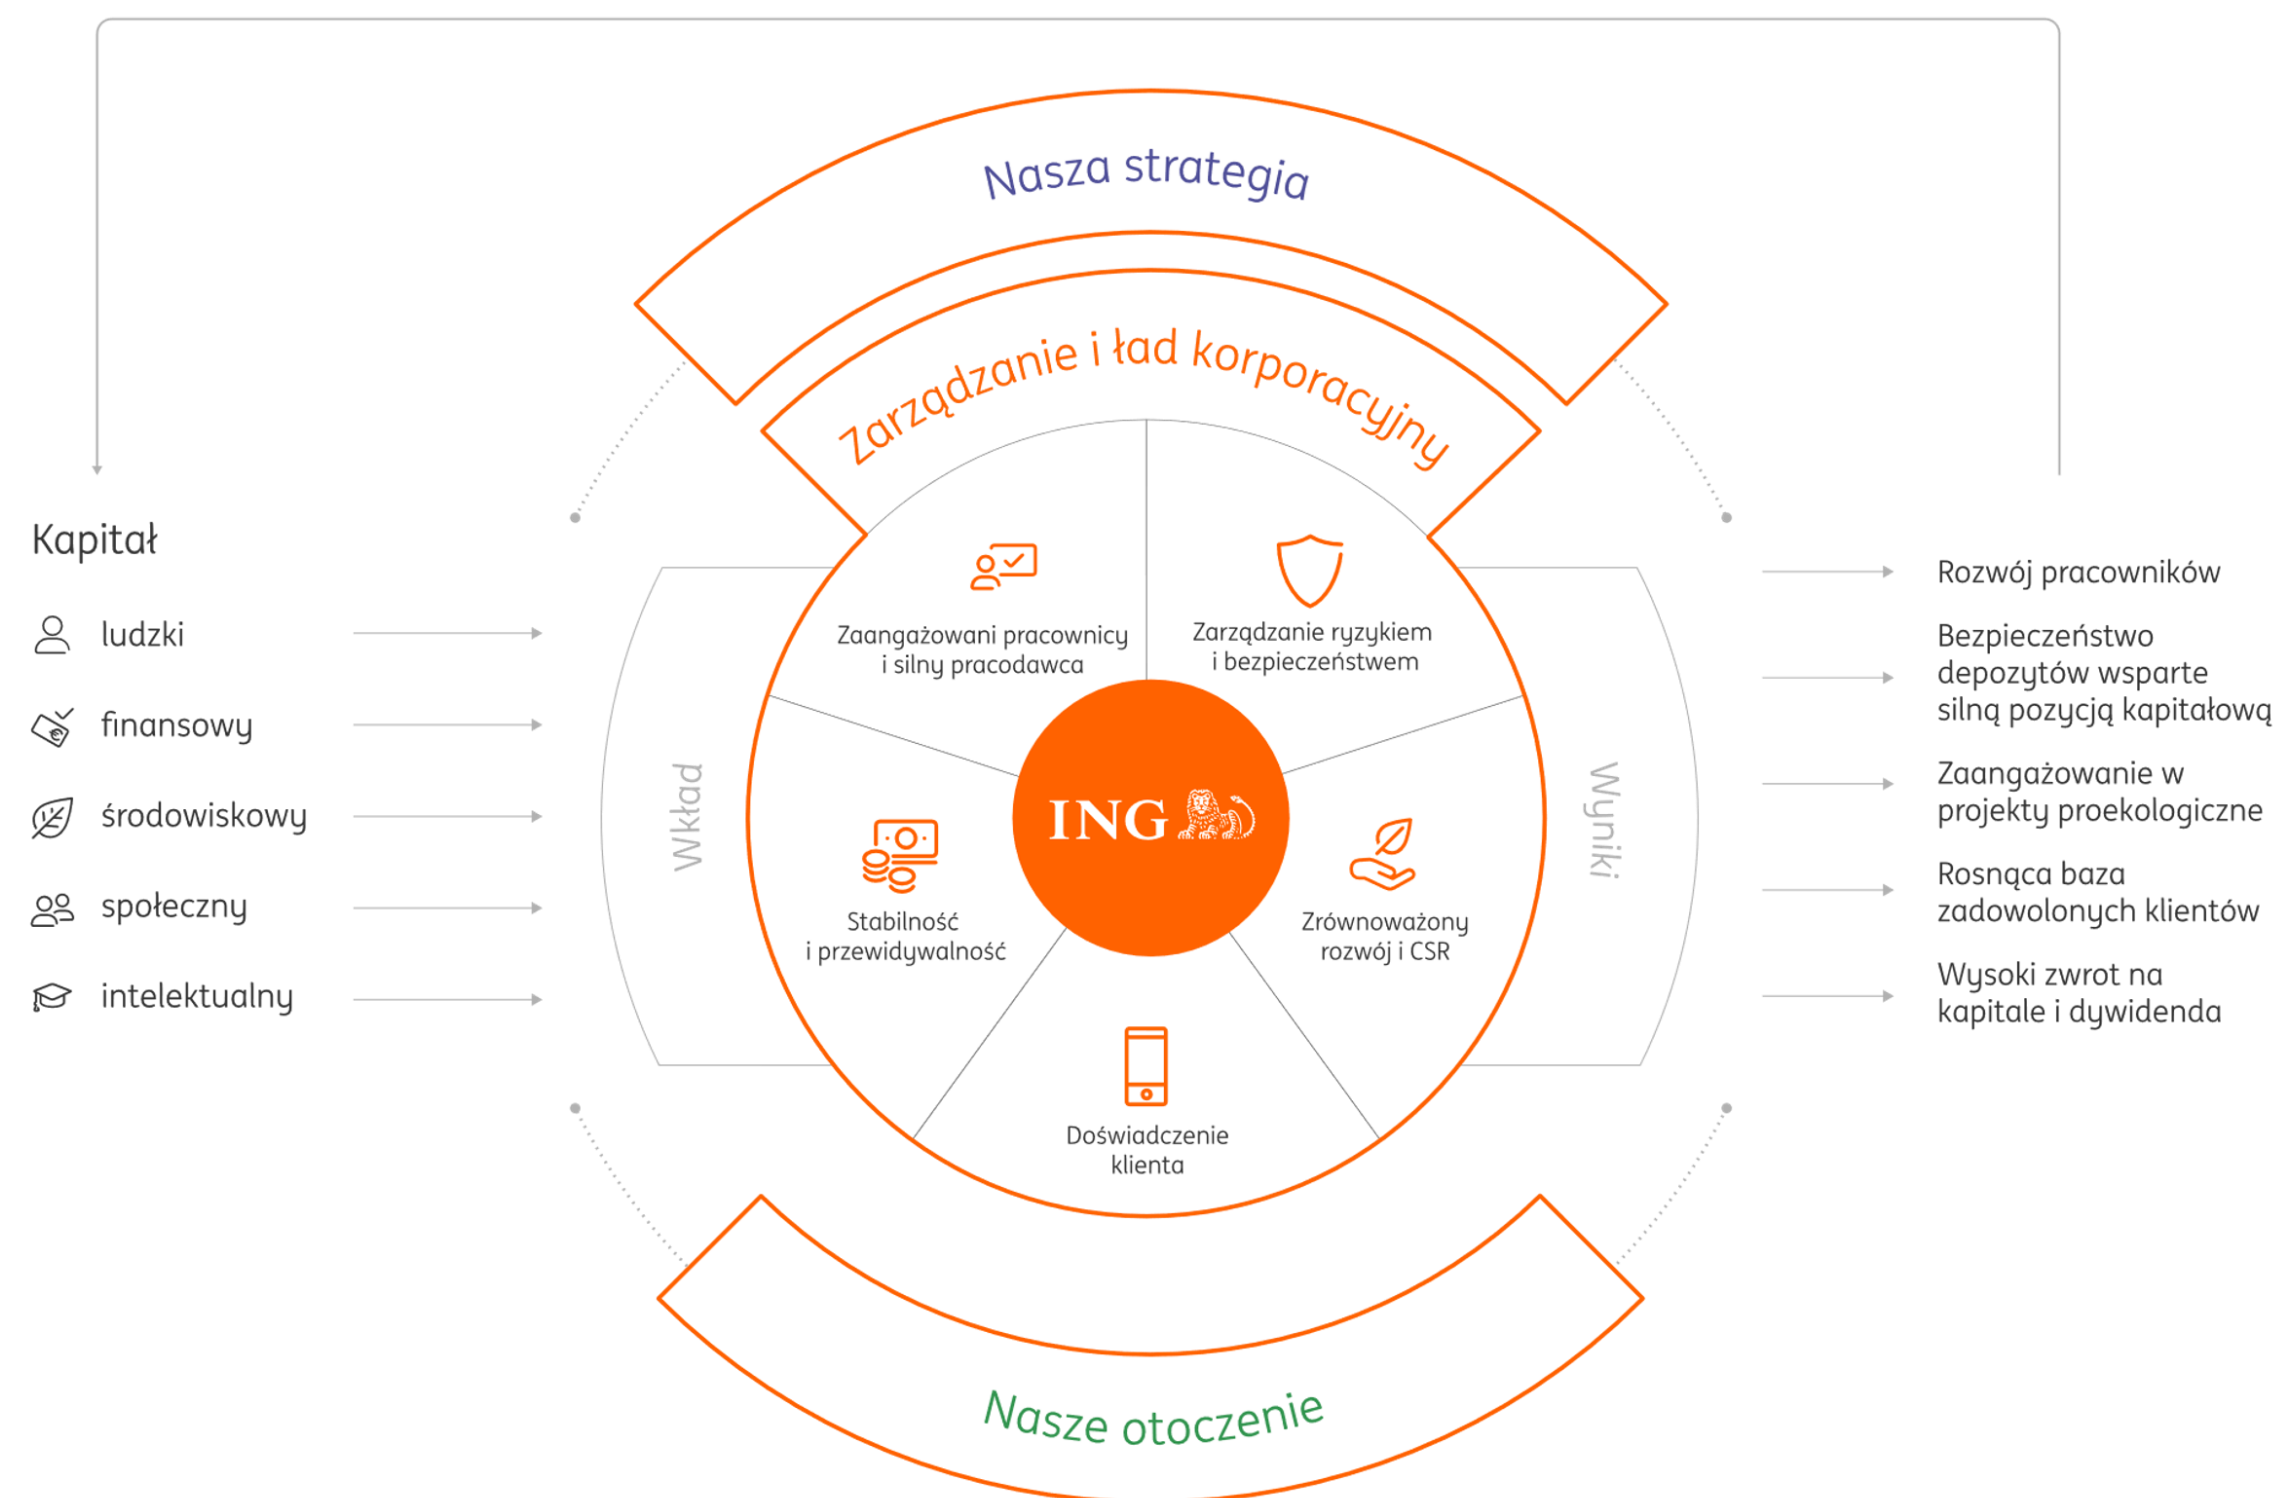 Nasza strategia
Zarządzanie i ład korporacyjny
Kapitał
ludzki
finansowy
środowiskowy
społeczny
intelektualny
Wkład
Zaangażowani pracownicy
i silny pracodawca
Zarządzanie ryzykiem
i bezpieczeństwem
ING
Stabilność
i przewidywalność
Zrównoważony
rozwój i CSR
Doświadczenie
klienta
Wyniki
Rozwój pracowników
Bezpieczeństwo
depozytów wsparte
silną pozycją kapitałową
Zaangażowanie w
projekty proekologiczne
Rosnąca baza
zadowolonych klientów
Wysoki zwrot na
kapitale i dywidenda
Nasze otoczenie